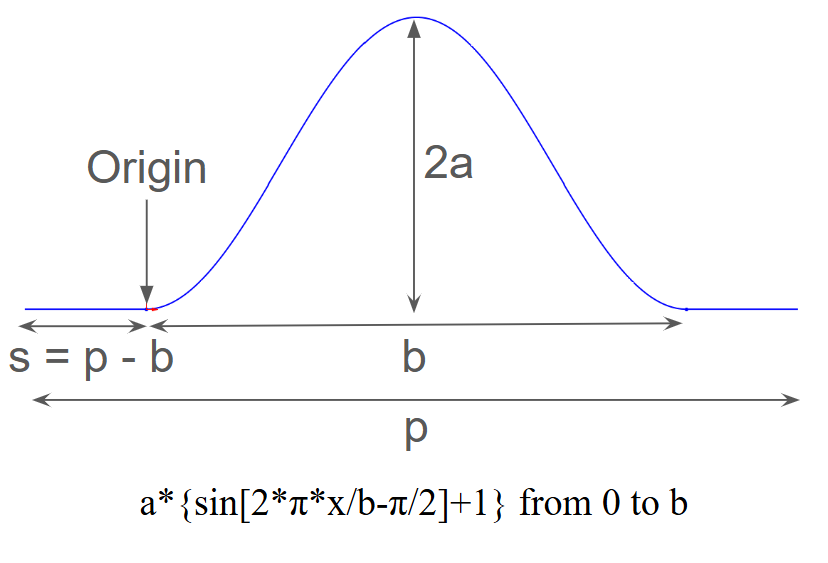 Origin
2a
s = p - b
b
p
a*{sin[2*π*x/b-π/2]+1} from 0 to b